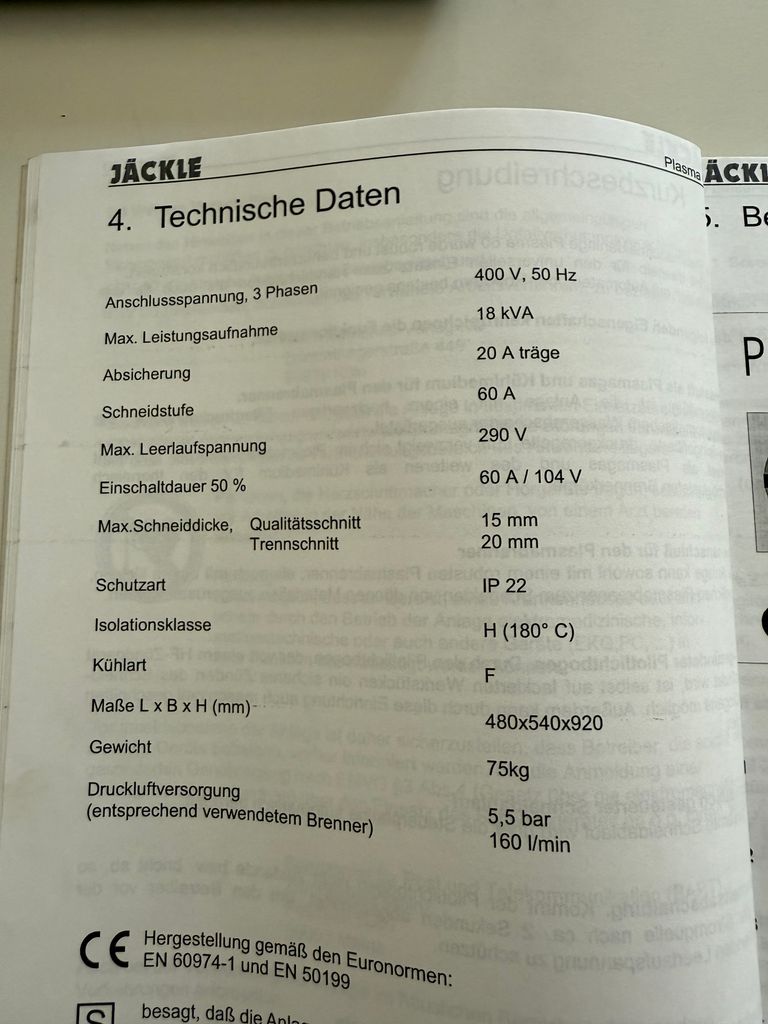 JÄCKLE
Plasma
4. Technische Daten
Anschlussspannung, 3 Phasen 400 V, 50 Hz
Max. Leistungsaufnahme 18 kVA
Absicherung 20 A träge
Schneidstufe 60 A
Max. Leerlaufspannung 290 V
Einschaltdauer 50 % 60 A / 104 V
Max.Schneiddicke, Qualitätsschnitt 15 mm
Trennschnitt 20 mm
Schutzart IP 22
Isolationsklasse H (180° C)
Kühlart F
Maße L x B x H (mm) 480x540x920
Gewicht 75kg
Druckluftversorgung 5,5 bar
(entsprechend verwendetem Brenner) 160 l/min
CE Hergestellung gemäß den Euronormen:
EN 60974-1 und EN 50199
S besagt, daß die